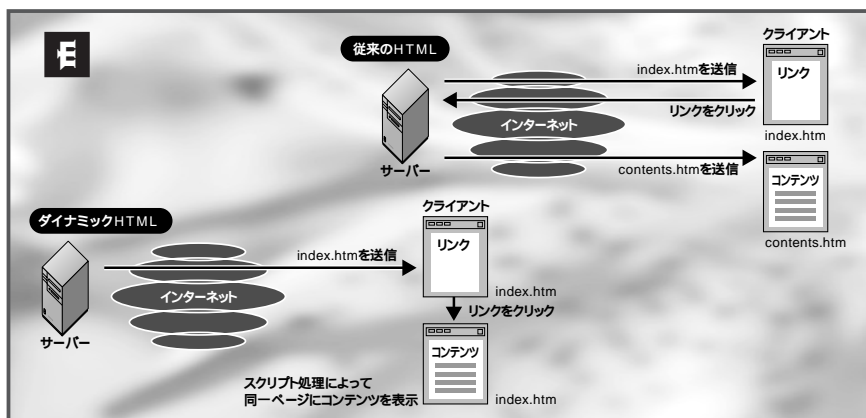 E
従来のHTML
クライアント
index.htmを送信
リンク
リンクをクリック
インターネット
index.htm
サーバー
contents.htmを送信
コンテンツ
contents.htm
ダイナミックHTML
クライアント
index.htmを送信
リンク
インターネット
index.htm
リンクをクリック
サーバー
コンテンツ
スクリプト処理によって
同一ページにコンテンツを表示
index.htm